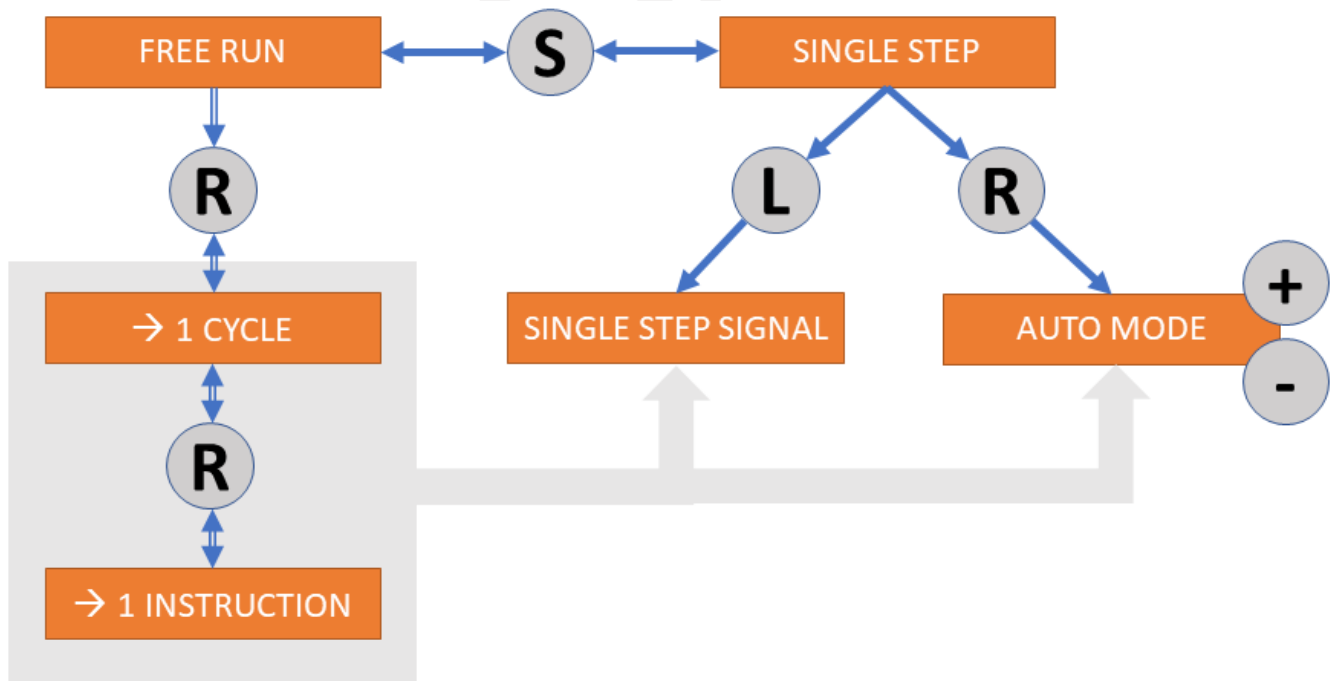 FREE RUN
S
SINGLE STEP
R
L
R
→ 1 CYCLE
SINGLE STEP SIGNAL
AUTO MODE
+
-
R
→ 1 INSTRUCTION